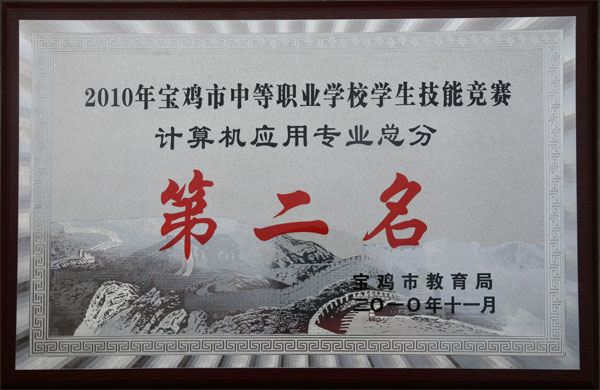 2010年宝鸡市中等职业学校学生技能竞赛
计算机应用专业总分
第二名
宝鸡市教育局
二〇一〇年十一月